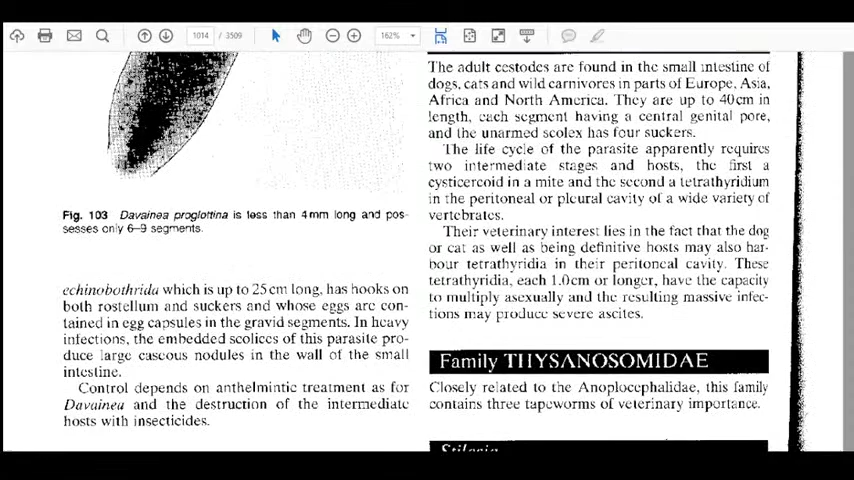 1014 / 3509
162%
Fig. 103 Davainea proglottina is less than 4mm long and pos-
sesses only 6–9 segments.
echinobothrida which is up to 25 cm long, has hooks on
both rostellum and suckers and whose eggs are con-
tained in egg capsules in the gravid segments. In heavy
infections, the embedded scolices of this parasite pro-
duce large caseous nodules in the wall of the small
intestine.
Control depends on anthelmintic treatment as for
Davainea and the destruction of the intermediate
hosts with insecticides.
The adult cestodes are found in the small intestine of
dogs, cats and wild carnivores in parts of Europe, Asia,
Africa and North America. They are up to 40cm in
length, each segment having a central genital pore,
and the unarmed scolex has four suckers.
The life cycle of the parasite apparently requires
two intermediate stages and hosts, the first a
cysticercoid in a mite and the second a tetrathyridium
in the peritoneal or pleural cavity of a wide variety of
vertebrates.
Their veterinary interest lies in the fact that the dog
or cat as well as being definitive hosts may also har-
bour tetrathyridia in their peritoneal cavity. These
tetrathyridia, each 1.0cm or longer, have the capacity
to multiply asexually and the resulting massive infec-
tions may produce severe ascites.
Family THYSANOSOMIDAE
Closely related to the Anoplocephalidae, this family
contains three tapeworms of veterinary importance.
Stilesia